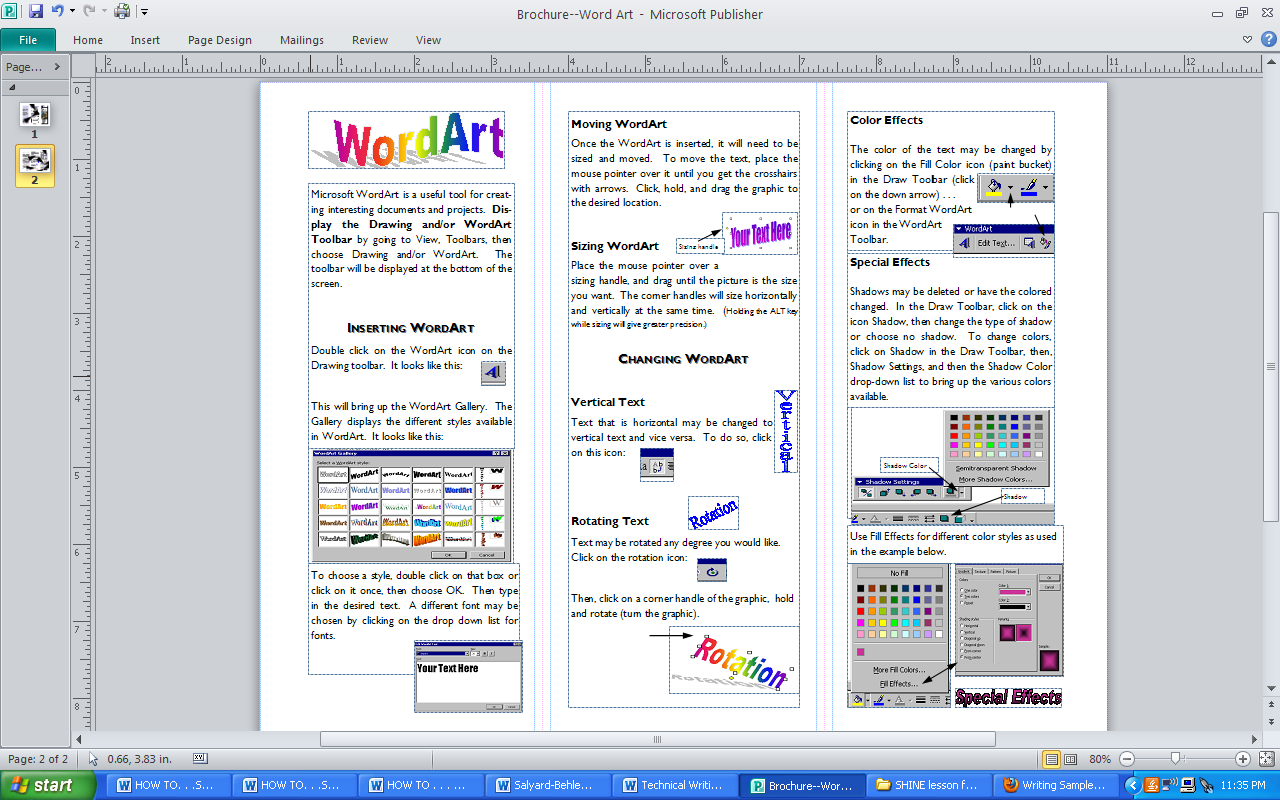 Brochure--Word Art - Microsoft Publisher
File
Home
Insert
Page Design
Mailings
Review
View
Page...
1
2
WordArt
Microsoft WordArt is a useful tool for creat-
ing interesting documents and projects. Dis-
play the Drawing and/or WordArt
Toolbar by going to View, Toolbars, then
choose Drawing and/or WordArt. The
toolbar will be displayed at the bottom of the
screen.
INSERTING WORDART
Double click on the WordArt icon on the
Drawing toolbar. It looks like this:
This will bring up the WordArt Gallery. The
Gallery displays the different styles available
in WordArt. It looks like this:
WordArt Gallery
Select a WordArt style:
OK
Cancel
To choose a style, double click on that box or
click on it once, then choose OK. Then type
in the desired text. A different font may be
chosen by clicking on the drop down list for
fonts.
Your Text Here
Moving WordArt
Once the WordArt is inserted, it will need to be
sized and moved. To move the text, place the
mouse pointer over it until you get the crosshairs
with arrows. Click, hold, and drag the graphic to
the desired location.
Your Text Here
Sizing handle
Sizing WordArt
Place the mouse pointer over a
sizing handle, and drag until the picture is the size
you want. The corner handles will size horizontally
and vertically at the same time. (Holding the ALT key
while sizing will give greater precision.)
CHANGING WORDART
Vertical Text
Vertical
Text that is horizontal may be changed to
vertical text and vice versa. To do so, click
on this icon:
Rotation
Rotating Text
Text may be rotated any degree you would like.
Click on the rotation icon:
Then, click on a corner handle of the graphic, hold
and rotate (turn the graphic).
Rotation
Color Effects
The color of the text may be changed by
clicking on the Fill Color icon (paint bucket)
in the Draw Toolbar (click
on the down arrow) . . .
or on the Format WordArt
icon in the WordArt
Toolbar.
WordArt
Edit Text...
Special Effects
Shadows may be deleted or have the colored
changed. In the Draw Toolbar, click on the
icon Shadow, then change the type of shadow
or choose no shadow. To change colors,
click on Shadow in the Draw Toolbar, then,
Shadow Settings, and then the Shadow Color
drop-down list to bring up the various colors
available.
Shadow Color
Semitransparent Shadow
More Shadow Colors...
Shadow Settings
Shadow
Use Fill Effects for different color styles as used
in the example below.
No Fill
More Fill Colors...
Fill Effects...
Special Effects
Page: 2 of 2
0.66, 3.83 in.
80%
start
HOW TO. . .S...
HOW TO. . .S...
HOW TO . . . ...
Salyard-Behle...
Technical Writi...
Brochure--Wor...
SHINE lesson f...
Writing Sample...
11:35 PM